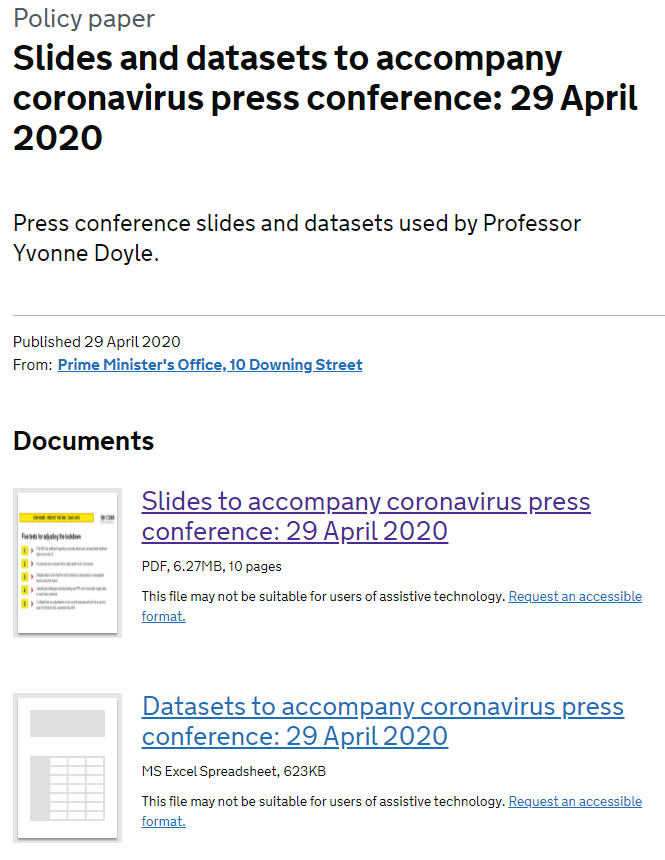 Policy paper
Slides and datasets to accompany
coronavirus press conference: 29 April
2020
Press conference slides and datasets used by Professor
Yvonne Doyle.
Published 29 April 2020
From: Prime Minister's Office, 10 Downing Street
Documents
Five tests for adjusting the lockdown
1
2
3
4
5
Slides to accompany coronavirus press
conference: 29 April 2020
PDF, 6.27MB, 10 pages
This file may not be suitable for users of assistive technology. Request an accessible
format.
Datasets to accompany coronavirus press
conference: 29 April 2020
MS Excel Spreadsheet, 623KB
This file may not be suitable for users of assistive technology. Request an accessible
format.